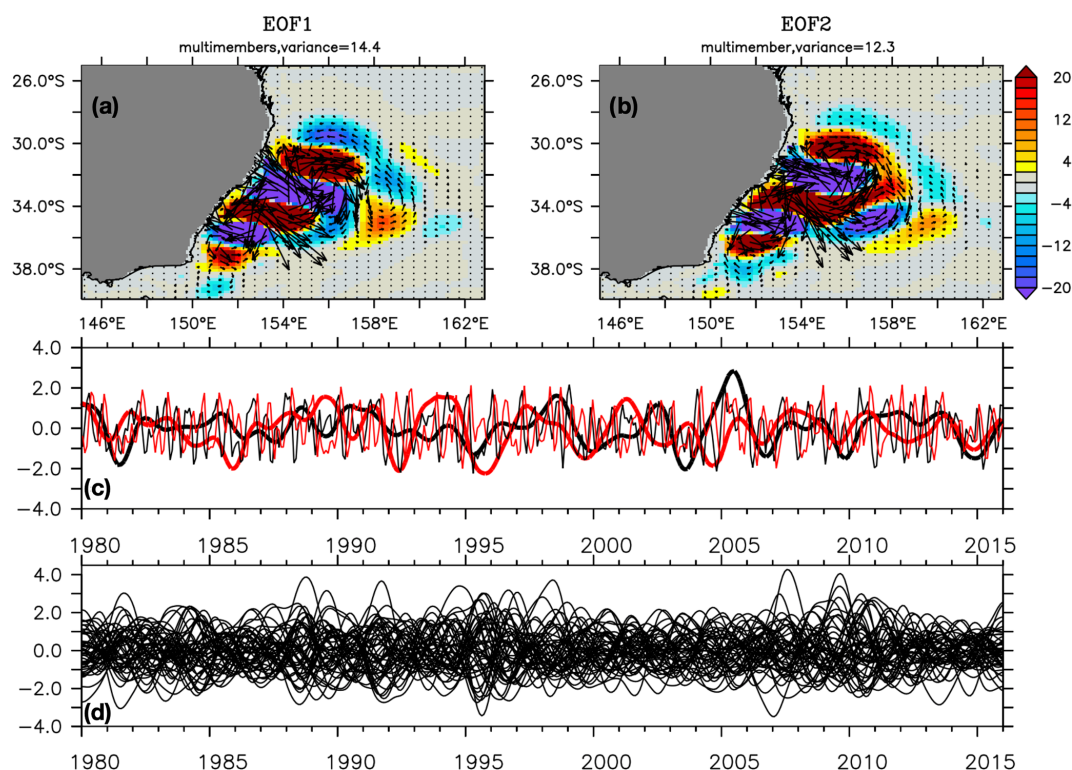 EOF1 EOF2
multimembers,variance=14.4 multimember,variance=12.3
26.0°S 26.0°S 20
(a) (b)
12
30.0°S 30.0°S
4
34.0°S 34.0°S
-4
-12
38.0°S 38.0°S
-20
146°E 150°E 154°E 158°E 162°E 146°E 150°E 154°E 158°E 162°E
4.0
2.0
0.0
-2.0
(c)
-4.0
1980 1985 1990 1995 2000 2005 2010 2015
4.0
2.0
0.0
-2.0
(d)
-4.0
1980 1985 1990 1995 2000 2005 2010 2015